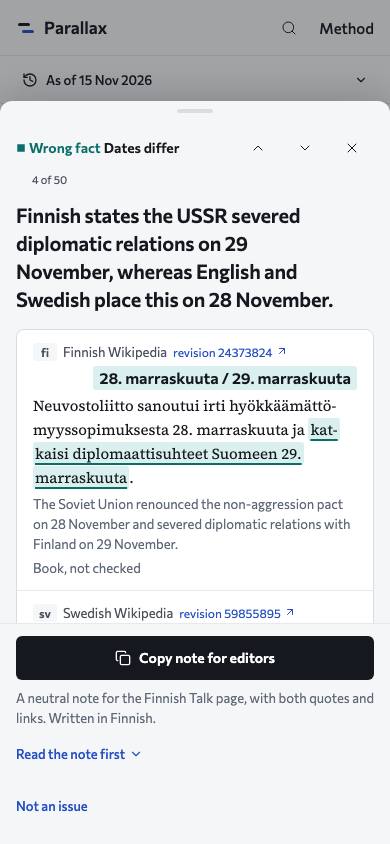 Parallax
Method
As of 15 Nov 2026
Wrong fact Dates differ
4 of 50
Finnish states the USSR severed
diplomatic relations on 29
November, whereas English and
Swedish place this on 28 November.
fi Finnish Wikipedia revision 24373824
28. marraskuuta / 29. marraskuuta
Neuvostoliitto sanoutui irti hyökkäämättö-
myyssopimuksesta 28. marraskuuta ja kat-
kaisi diplomaattisuhteet Suomeen 29.
marraskuuta.
The Soviet Union renounced the non-aggression pact
on 28 November and severed diplomatic relations with
Finland on 29 November.
Book, not checked
sv Swedish Wikipedia revision 59855895
Copy note for editors
A neutral note for the Finnish Talk page, with both quotes and
links. Written in Finnish.
Read the note first
Not an issue